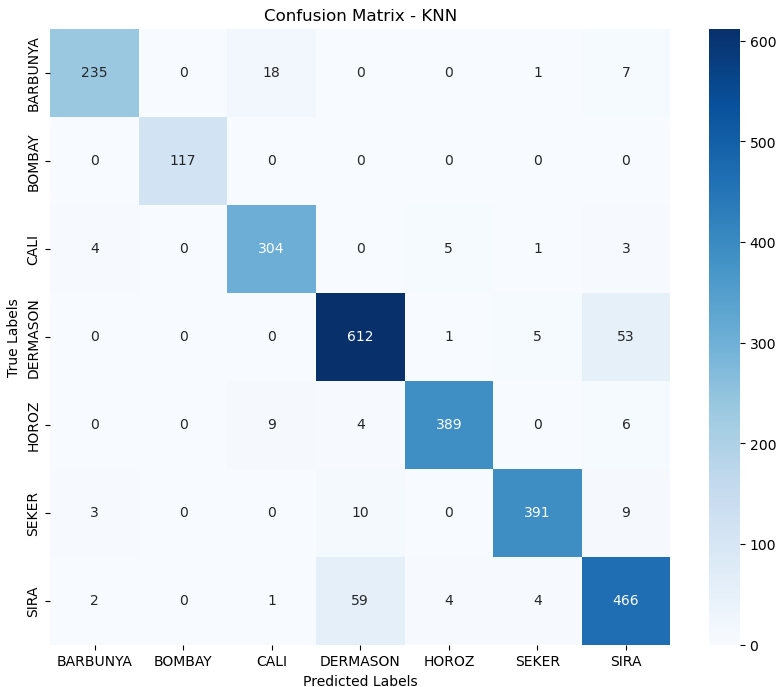 Confusion Matrix - KNN
BARBUNYA 235 0 18 0 0 1 7
BOMBAY 0 117 0 0 0 0 0
CALI 4 0 304 0 5 1 3
DERMASON 0 0 0 612 1 5 53
HOROZ 0 0 9 4 389 0 6
SEKER 3 0 0 10 0 391 9
SIRA 2 0 1 59 4 4 466
BARBUNYA BOMBAY CALI DERMASON HOROZ SEKER SIRA
Predicted Labels
True Labels
600
500
400
300
200
100
0